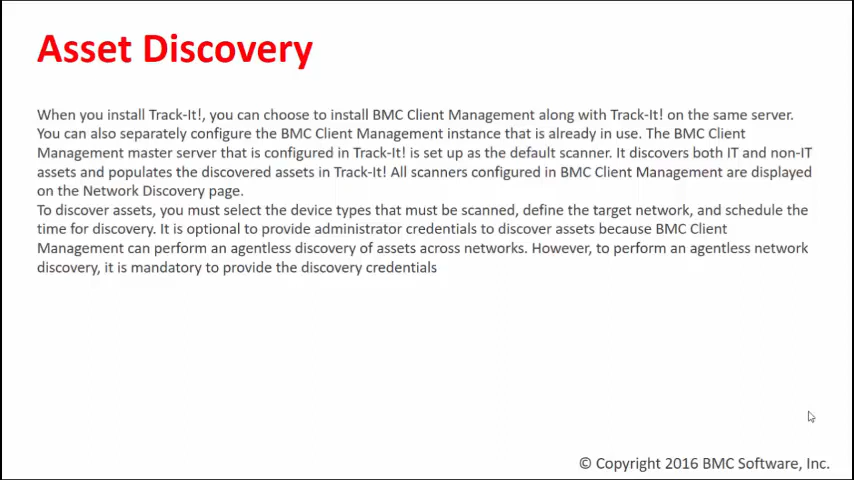 Asset Discovery
When you install Track-It!, you can choose to install BMC Client Management along with Track-It! on the same server.
You can also separately configure the BMC Client Management instance that is already in use. The BMC Client
Management master server that is configured in Track-It! is set up as the default scanner. It discovers both IT and non-IT
assets and populates the discovered assets in Track-It! All scanners configured in BMC Client Management are displayed
on the Network Discovery page.
To discover assets, you must select the device types that must be scanned, define the target network, and schedule the
time for discovery. It is optional to provide administrator credentials to discover assets because BMC Client
Management can perform an agentless discovery of assets across networks. However, to perform an agentless network
discovery, it is mandatory to provide the discovery credentials
© Copyright 2016 BMC Software, Inc.